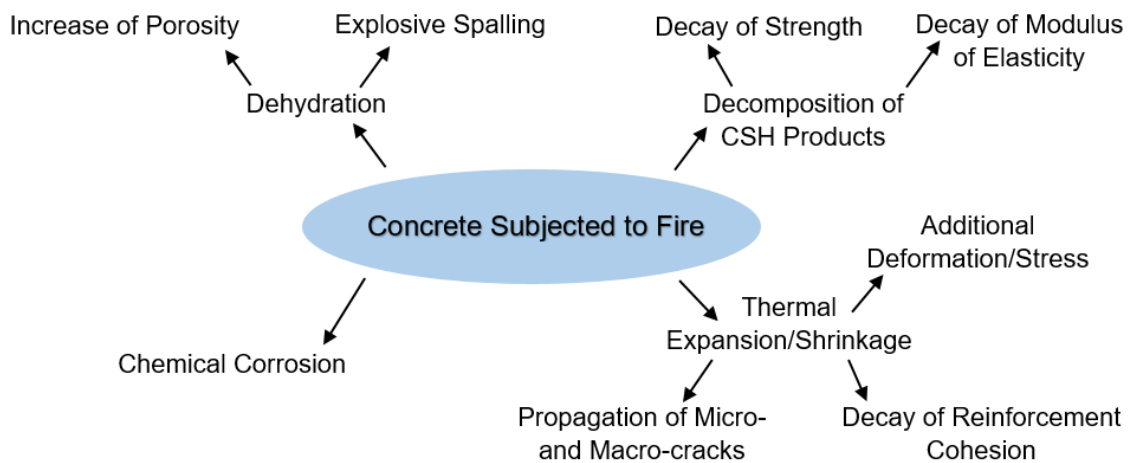 Increase of Porosity
Explosive Spalling
Decay of Strength
Decay of Modulus
of Elasticity
Dehydration
Decomposition of
CSH Products
Concrete Subjected to Fire
Additional
Deformation/Stress
Thermal
Expansion/Shrinkage
Chemical Corrosion
Propagation of Micro-
and Macro-cracks
Decay of Reinforcement
Cohesion